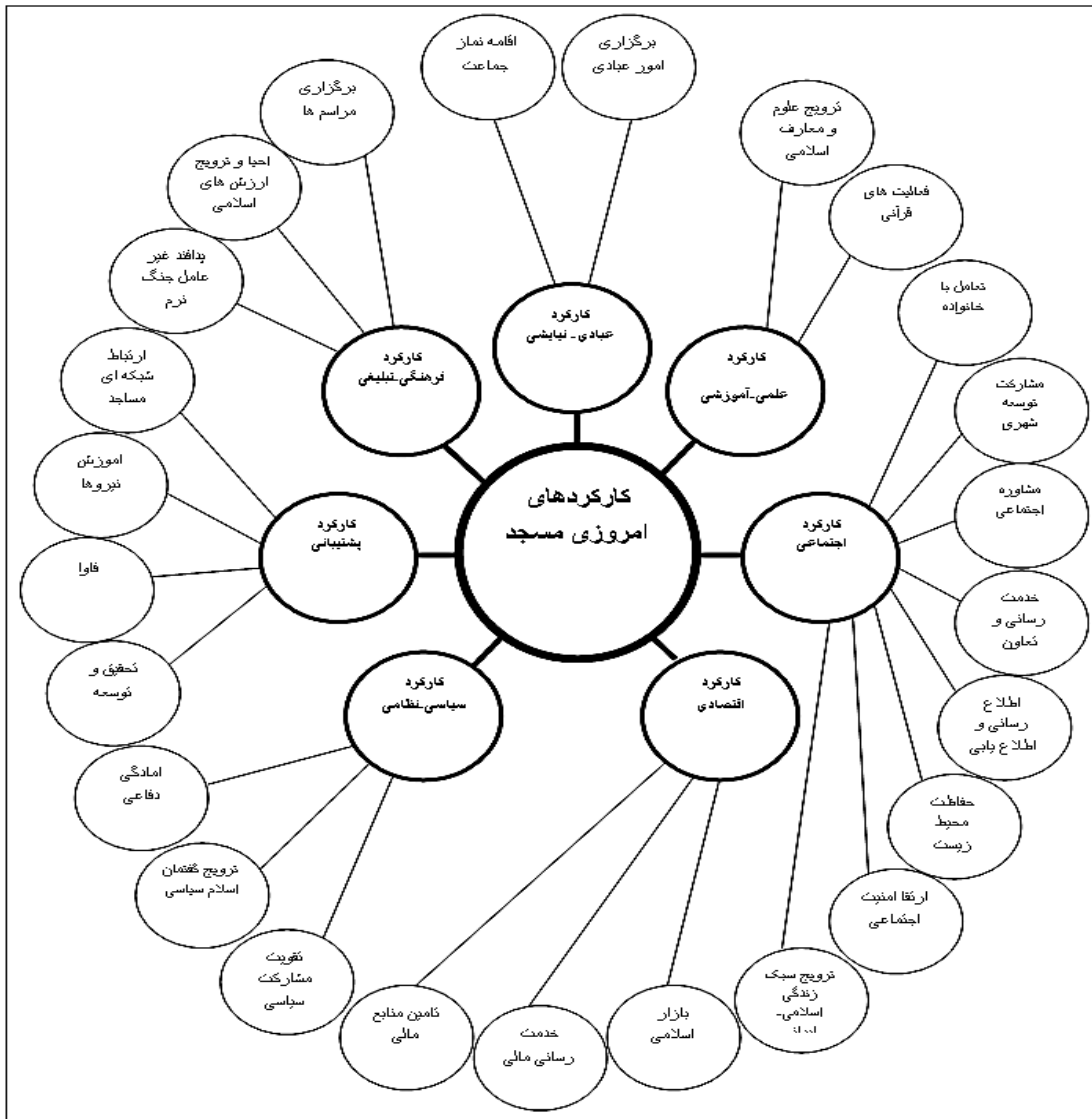 اقامه نماز
جماعت
برگزاری
امور عبادی
ترویج علوم
و معارف
اسلامی
فعالیت های
قرآنی
تعامل با
خانواده
مشارکت
توسعه
شهری
مشاوره
اجتماعی
خدمت
رسانی و
تعاون
اطلاع
رسانی و
اطلاع یابی
حفاظت
محیط
زیست
ارتقا امنیت
اجتماعی
ترویج سبک
زندگی
اسلامی-
بازار
اسلامی
خدمت
رسانی مالی
تامین منابع
مالی
تقویت
مشارکت
سیاسی
ترویج گفتمان
اسلام سیاسی
امادگی
دفاعی
تحقیق و
توسعه
فاوا
اموزش
نیروها
ارتباط
شبکه ای
مساجد
پدافند غیر
عامل جنگ
نرم
احیا و ترویج
ارزش های
اسلامی
برگزاری
مراسم ها
کارکرد
عبادی-نیایشی
کارکرد
علمی-آموزشی
کارکرد
اجتماعی
کارکرد
اقتصادی
کارکرد
سیاسی-نظامی
کارکرد
پشتیبانی
کارکرد
فرهنگی-تبلیغی
کارکردهای
امروزی مسجد